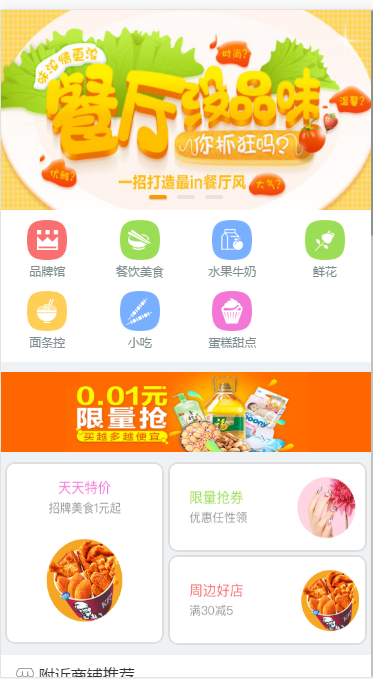 味浓情更浓
时尚?
餐厅没品味
温馨?
你抓狂吗?
优雅?
一招打造最in餐厅风
大气?
品牌馆 餐饮美食 水果牛奶 鲜花
面条控 小吃 蛋糕甜点
0.01元
限量抢
买越多越便宜
天天特价
招牌美食1元起
限量抢券
优惠任性领
周边好店
满30减5
附近商铺推荐